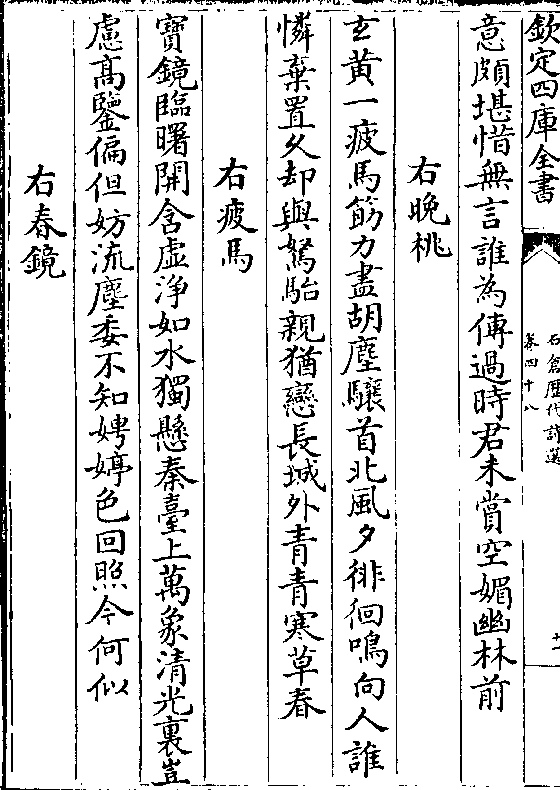 欽定四庫全書
石倉歷代詩選
卷四十八
十一
意頗堪惜無言誰為傳過時君未賞空媚幽林前
右晚桃
玄黃一疲馬筋力盡胡塵驤首北風夕徘徊鳴向人誰
憐棄置久却與駑駘親猶戀長城外青青寒草春
右疲馬
寶鏡臨曙開含虛淨如水獨懸秦臺上萬象清光裏豈
慮髙鑒偏但妨流塵委不知娉婷色回照今何似
右春鏡